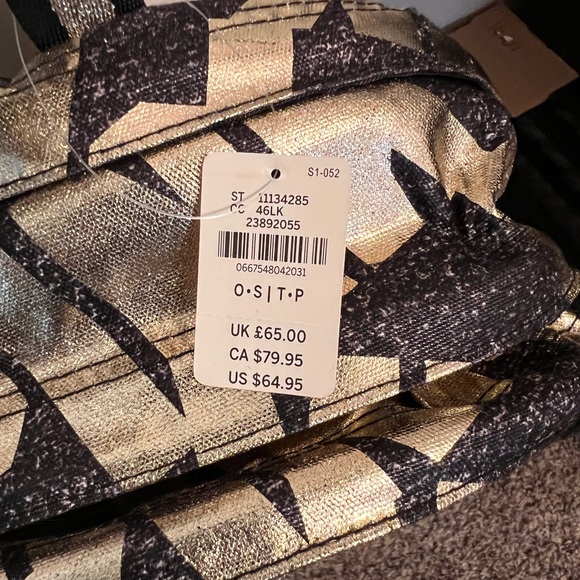 S1-052
ST 11134285
CC 46LK
23892055
0667548042031
O•S|T•P
UK £65.00
CA $79.95
US $64.95